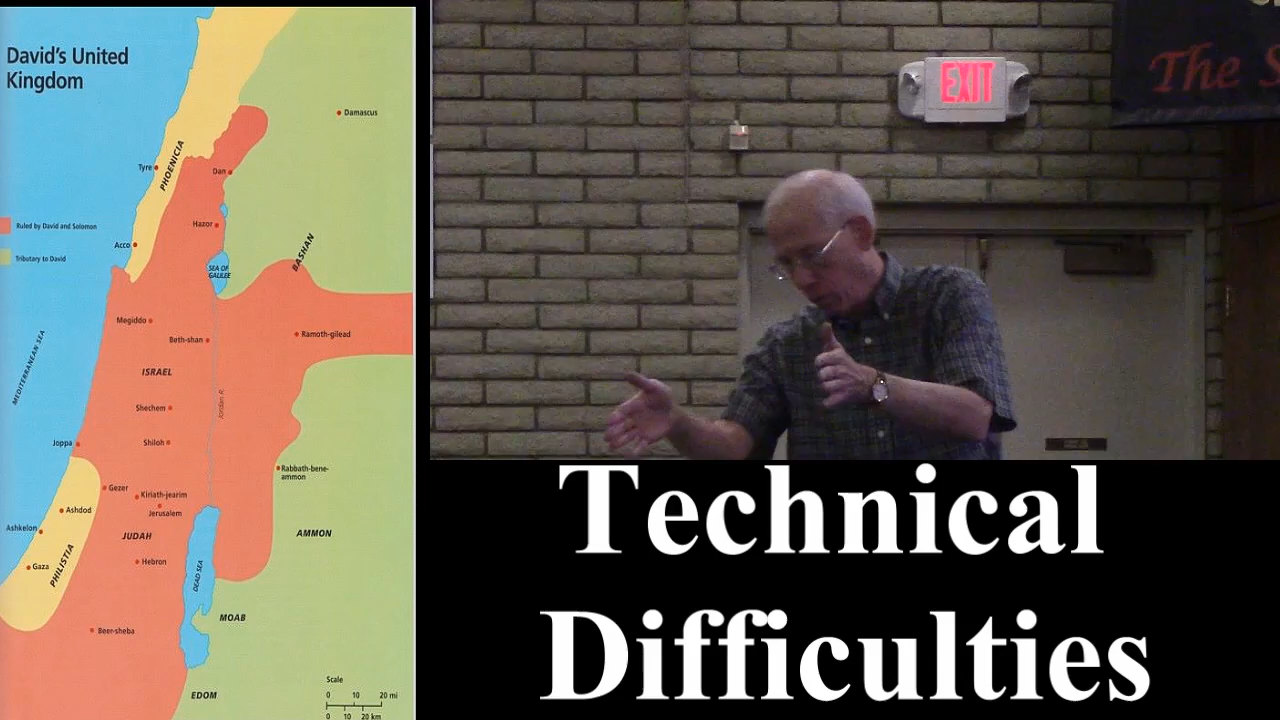 David's United
Kingdom
Damascus
Tyre
PHOENICIA
Dan
Ruled by David and Solomon
Hazor
Acco
BASHAN
Tributary to David
SEA OF
GALILEE
Megiddo
Ramoth-gilead
Beth-shan
MEDITERRANEAN SEA
ISRAEL
Jordan R.
Shechem
Joppa
Shiloh
Rabbath-bene-
ammon
Gezer
Kiriath-jearim
Ashdod
Jerusalem
Ashkelon
JUDAH
AMMON
Gaza
PHILISTIA
Hebron
DEAD SEA
MOAB
Beer-sheba
EDOM
Scale
0 10 20 mi
0 10 20 km
EXIT
The S
Technical
Difficulties